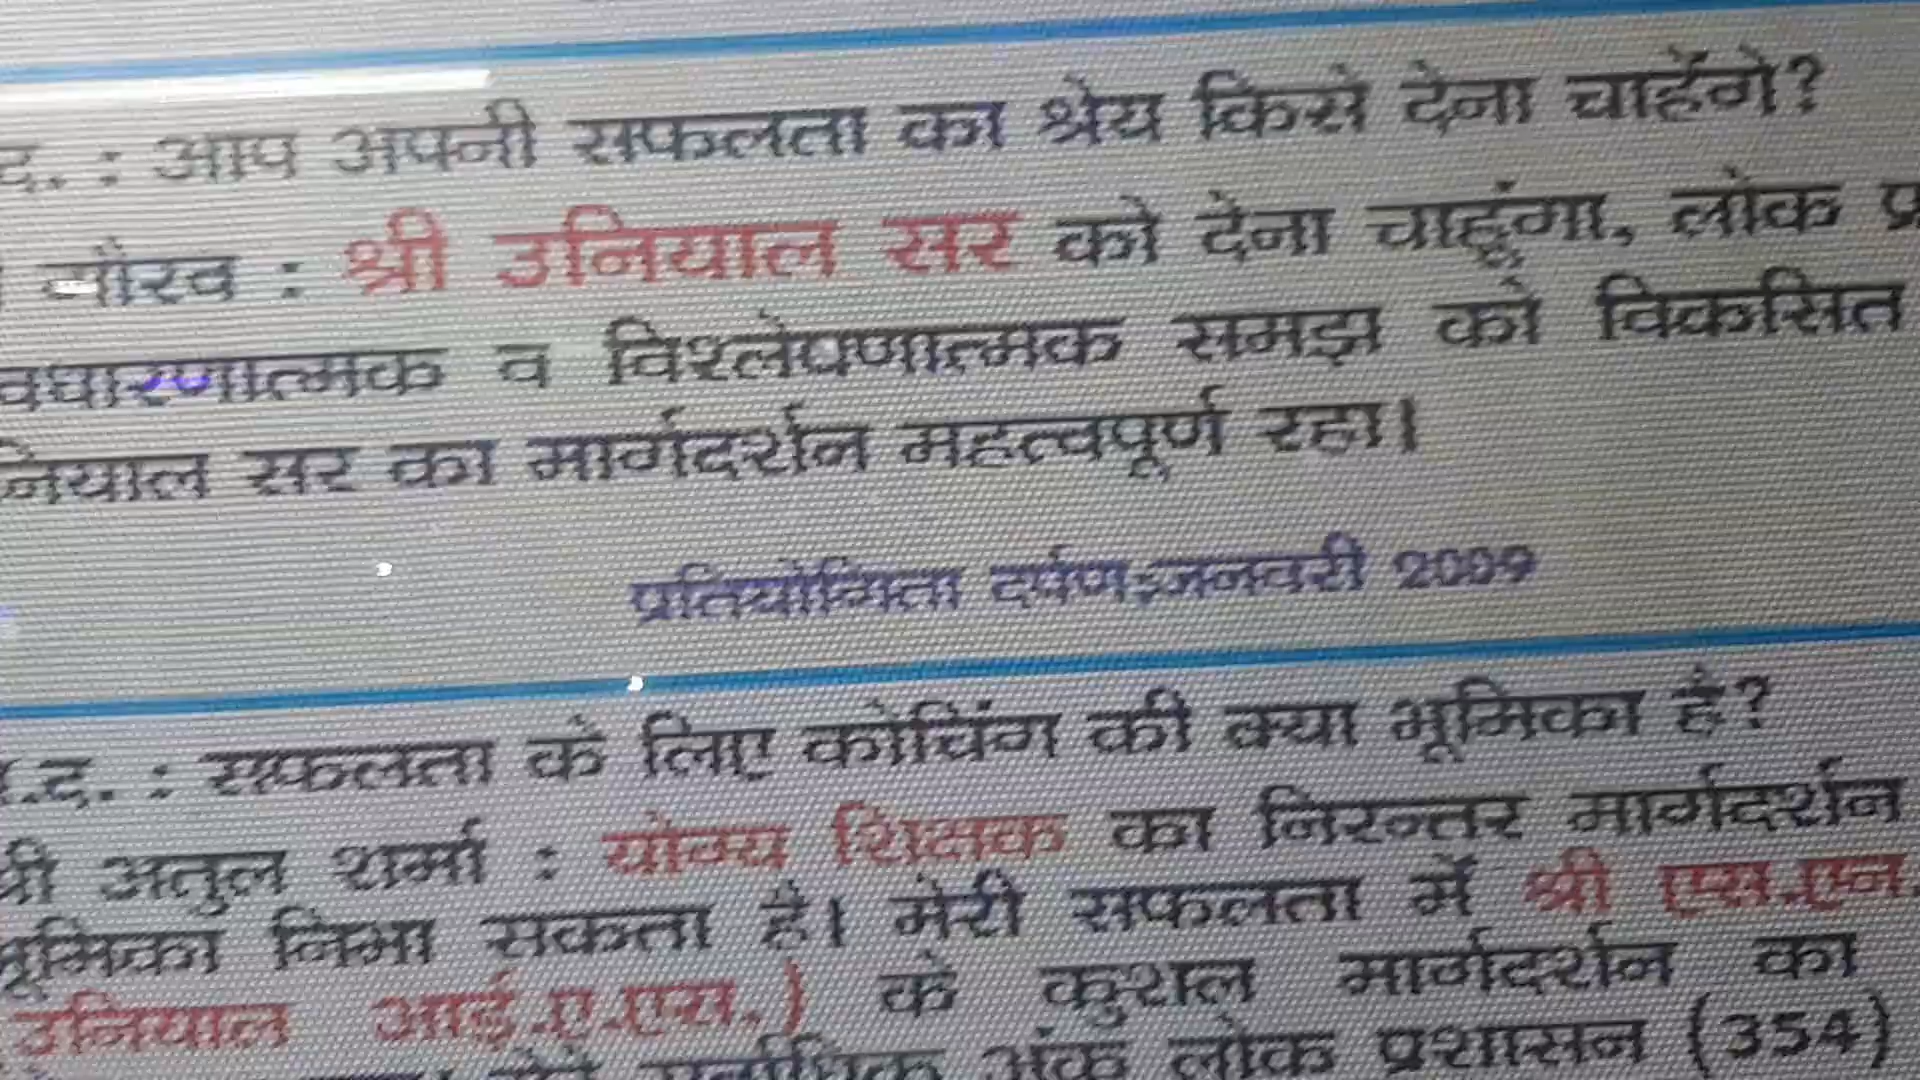 द. : आप अपनी सफलता का श्रेय किसे देना चाहेंगे?
गौरव : श्री उनियाल सर को देना चाहूंगा, लोक प्र
वधारणात्मक व विश्लेषणात्मक समझ को विकसित
नियाल सर का मार्गदर्शन महत्वपूर्ण रहा।
प्रतियोगिता दर्पण:जनवरी 2009
.द. : सफलता के लिए कोचिंग की क्या भूमिका है?
श्री अतुल शर्मा : योग्य शिक्षक का निरन्तर मार्गदर्शन
भूमिका निभा सकता है। मेरी सफलता में श्री एस.एन.
उनियाल आई.ए.एस.) के कुशल मार्गदर्शन का
अंक लोक प्रशासन (354)